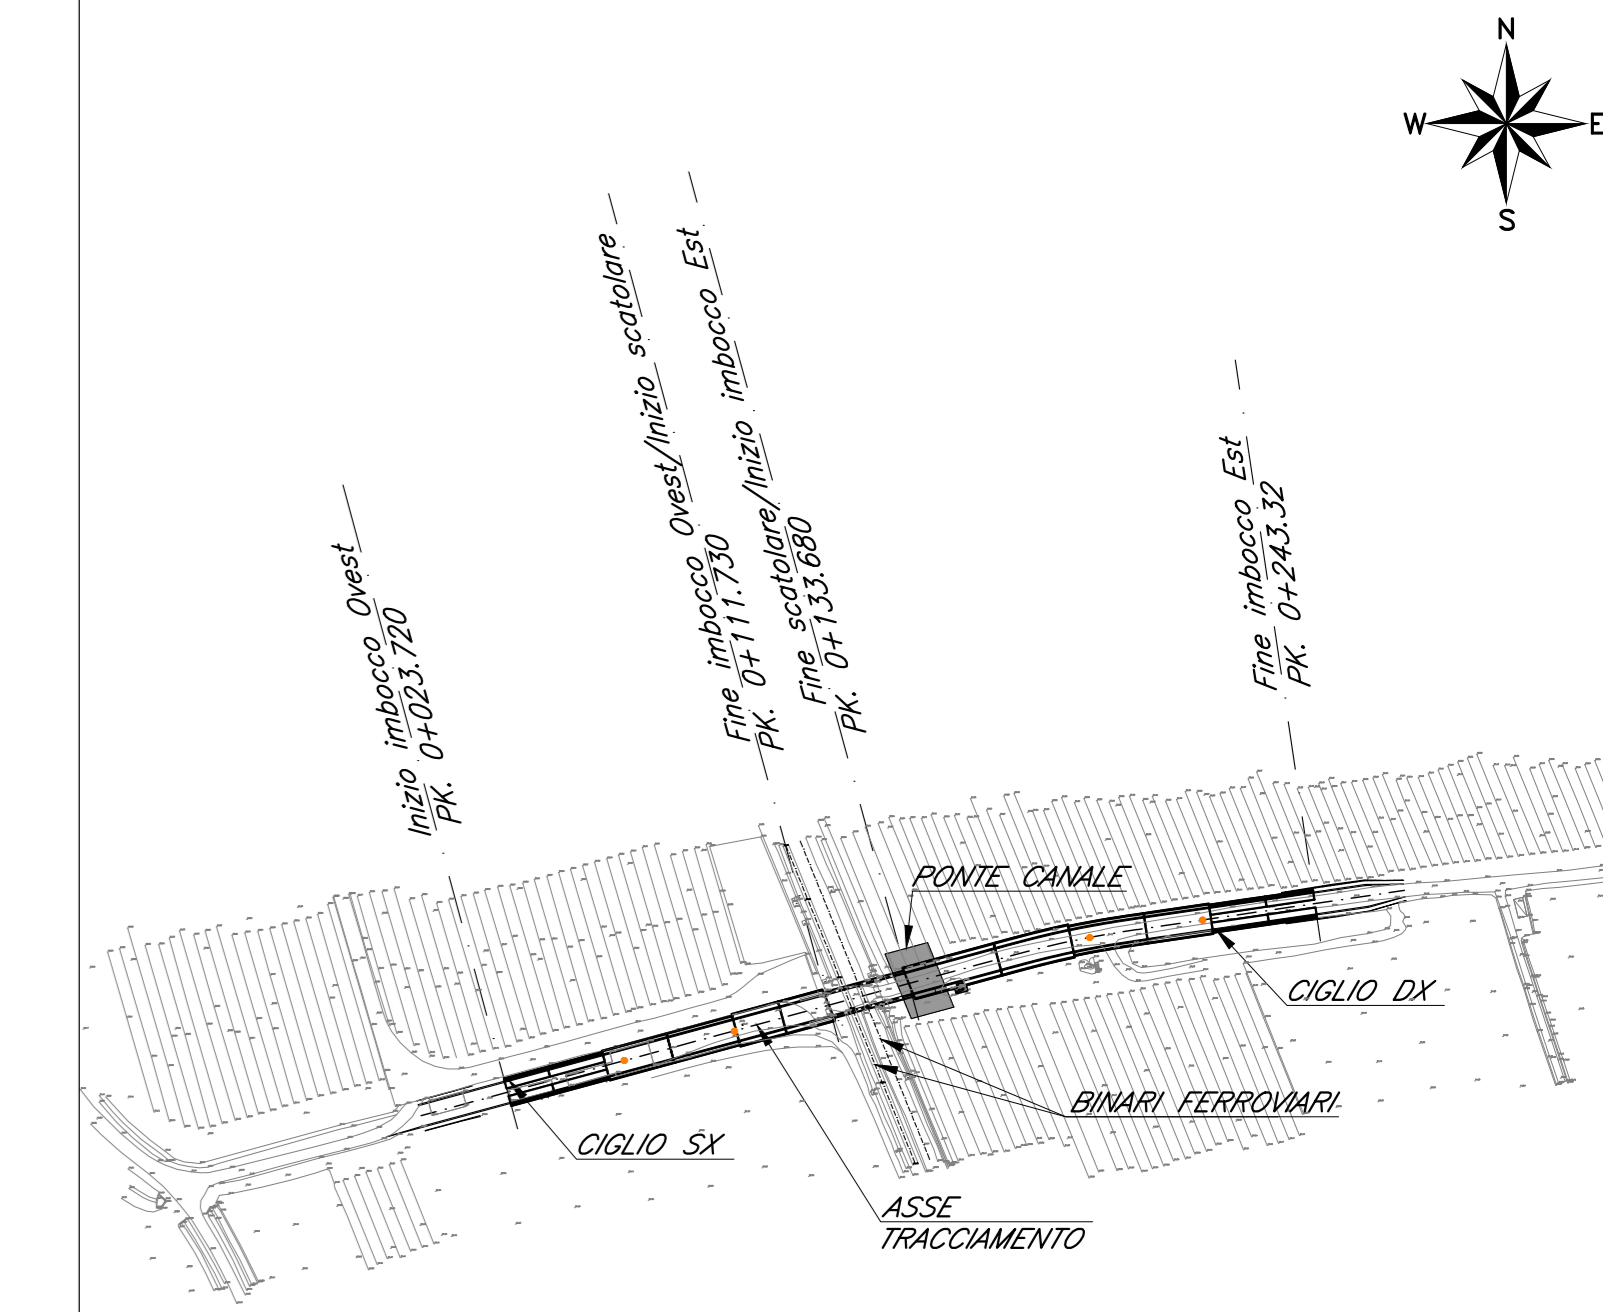 N
W
E
S
Inizio imbocco Ovest
PK. 0+023.720
Fine imbocco Ovest/Inizio scatolare
PK. 0+111.730
Fine scatolare/Inizio imbocco Est
PK. 0+133.680
Fine imbocco Est
PK. 0+243.32
PONTE CANALE
CIGLIO DX
BINARI FERROVIARI
CIGLIO SX
ASSE
TRACCIAMENTO